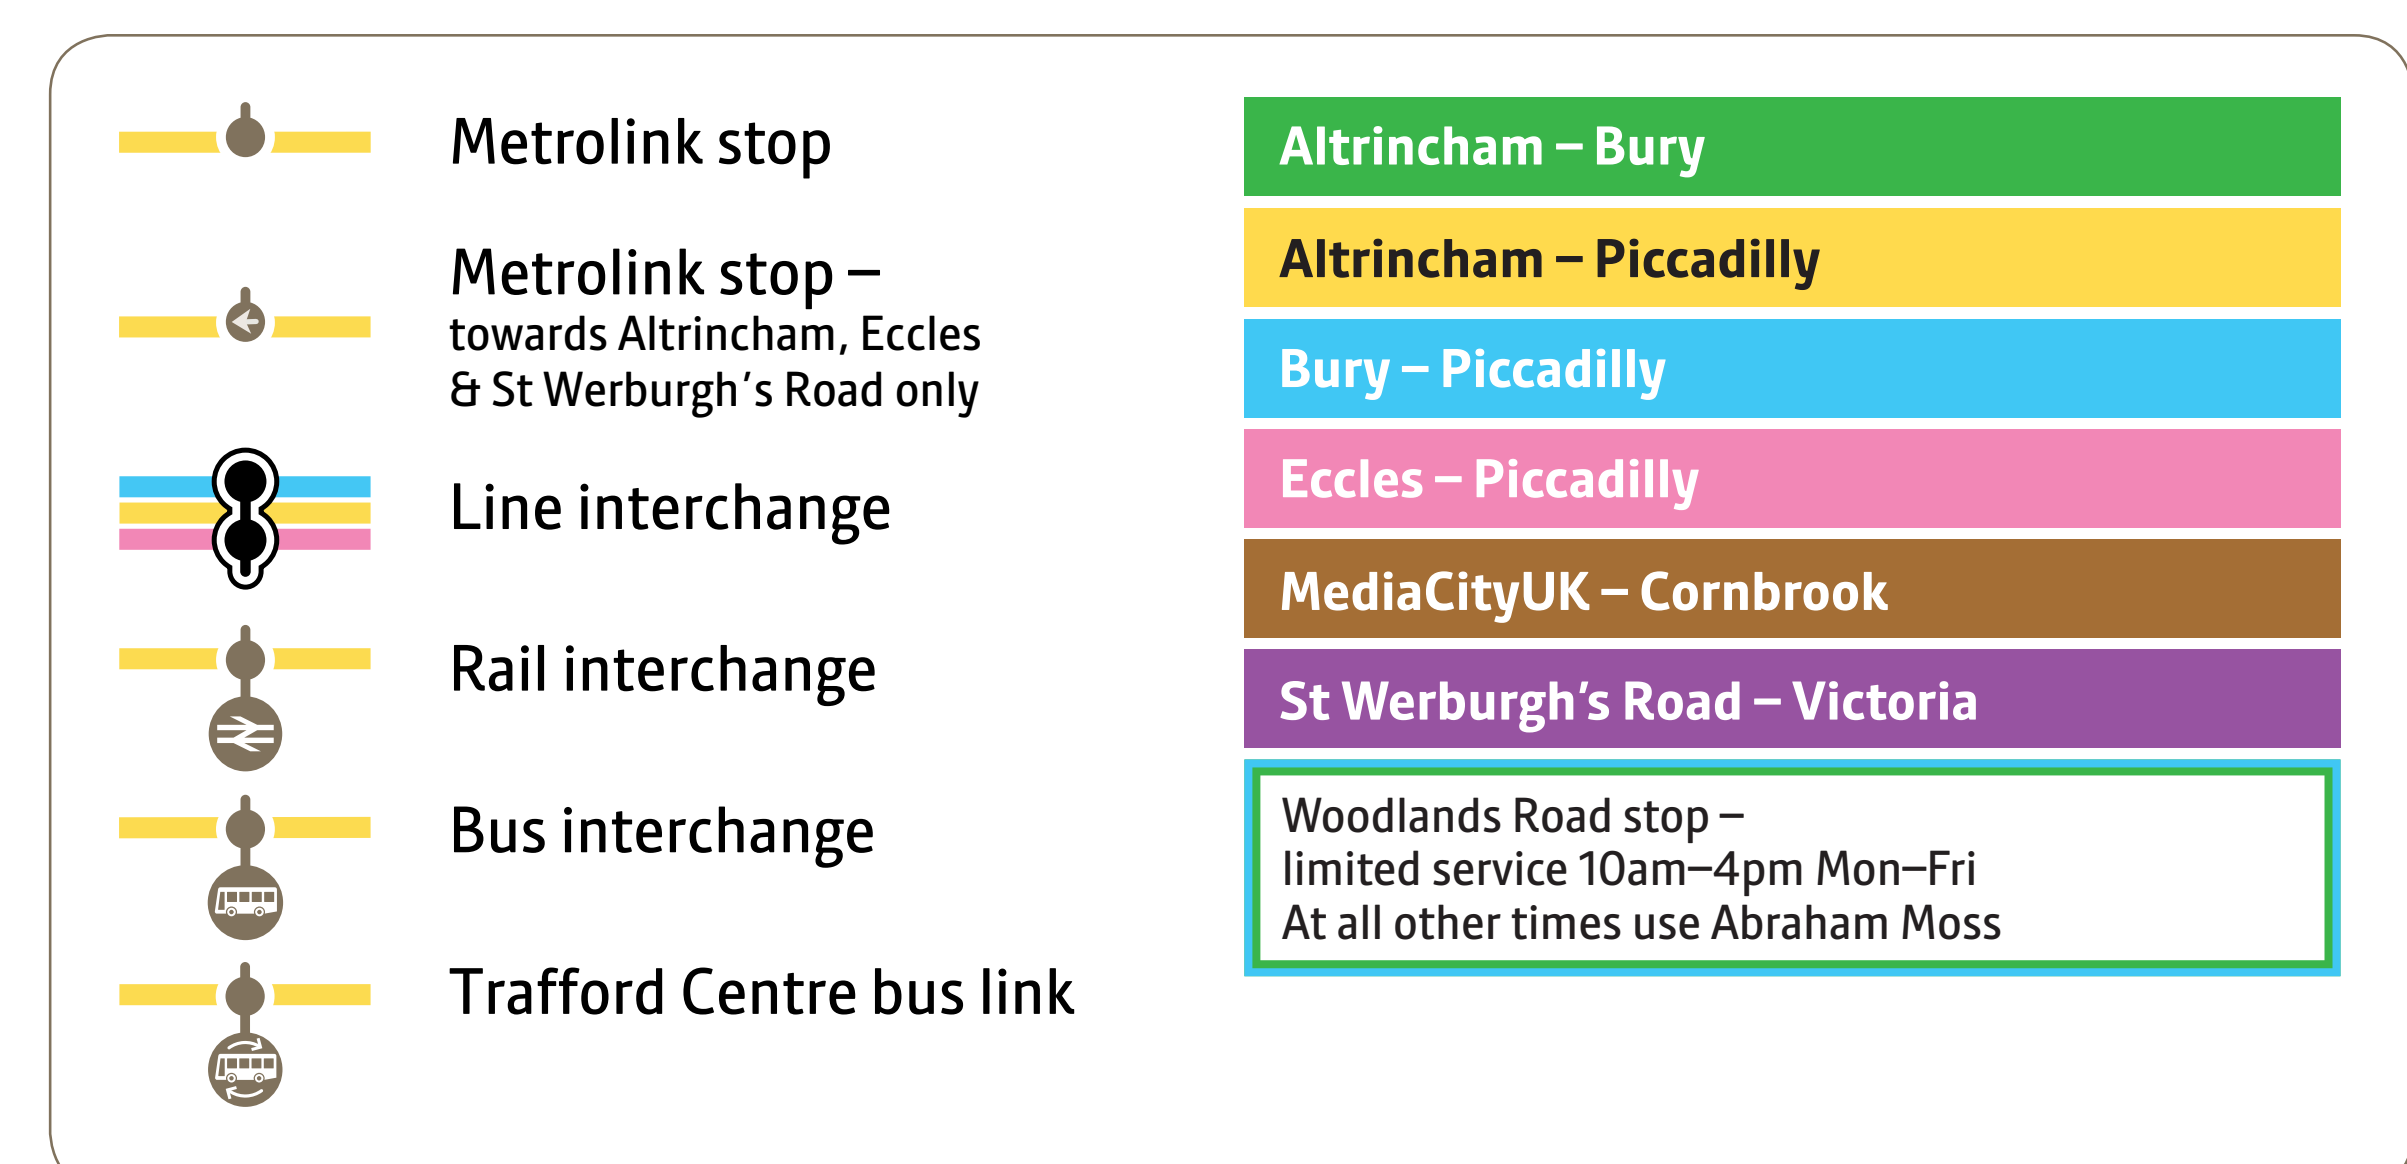 Metrolink stop
Metrolink stop –
towards Altrincham, Eccles
& St Werburgh's Road only
Line interchange
Rail interchange
Bus interchange
Trafford Centre bus link
Altrincham – Bury
Altrincham – Piccadilly
Bury – Piccadilly
Eccles – Piccadilly
MediaCityUK – Cornbrook
St Werburgh's Road – Victoria
Woodlands Road stop –
limited service 10am–4pm Mon–Fri
At all other times use Abraham Moss